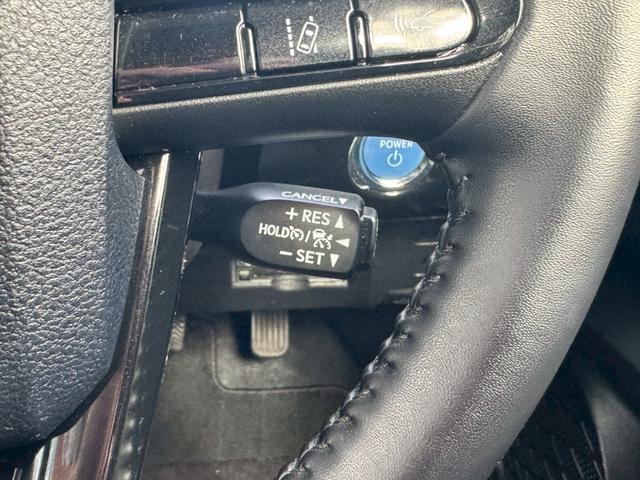 POWER
CANCEL▼
+ RES ▲
HOLD / ◀
− SET ▼